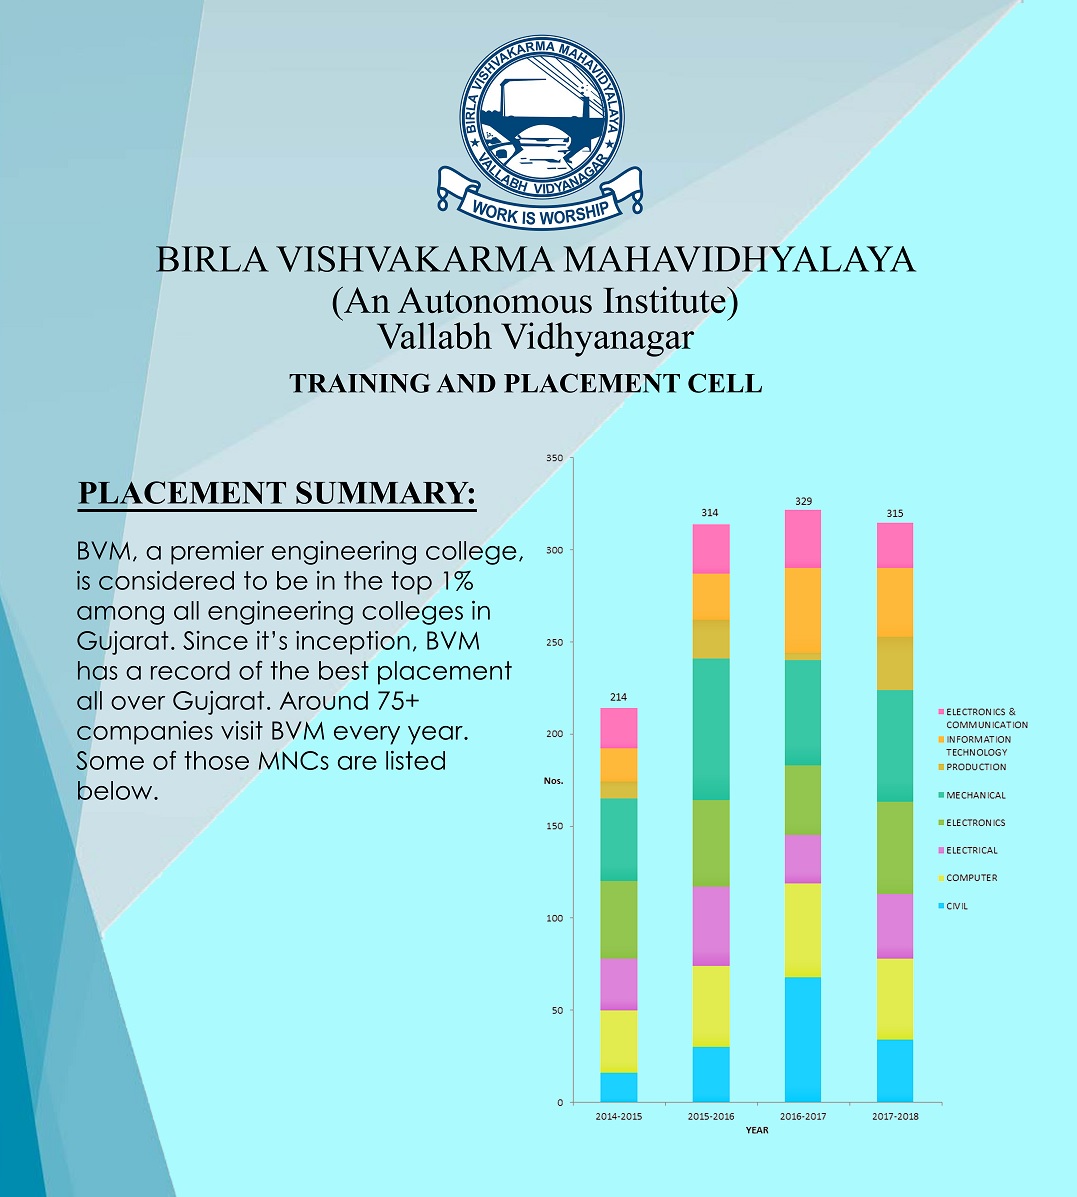 BIRLA VISHVAKARMA MAHAVIDYALAYA
VALLABH VIDYANAGAR
WORK IS WORSHIP
BIRLA VISHVAKARMA MAHAVIDHYALAYA
(An Autonomous Institute)
Vallabh Vidhyanagar
TRAINING AND PLACEMENT CELL
PLACEMENT SUMMARY:
BVM, a premier engineering college,
is considered to be in the top 1%
among all engineering colleges in
Gujarat. Since it's inception, BVM
has a record of the best placement
all over Gujarat. Around 75+
companies visit BVM every year.
Some of those MNCs are listed
below.
350
300
250
200
Nos.
150
100
50
0
214
314
329
315
2014-2015
2015-2016
2016-2017
2017-2018
YEAR
ELECTRONICS &
COMMUNICATION
INFORMATION
TECHNOLOGY
PRODUCTION
MECHANICAL
ELECTRONICS
ELECTRICAL
COMPUTER
CIVIL